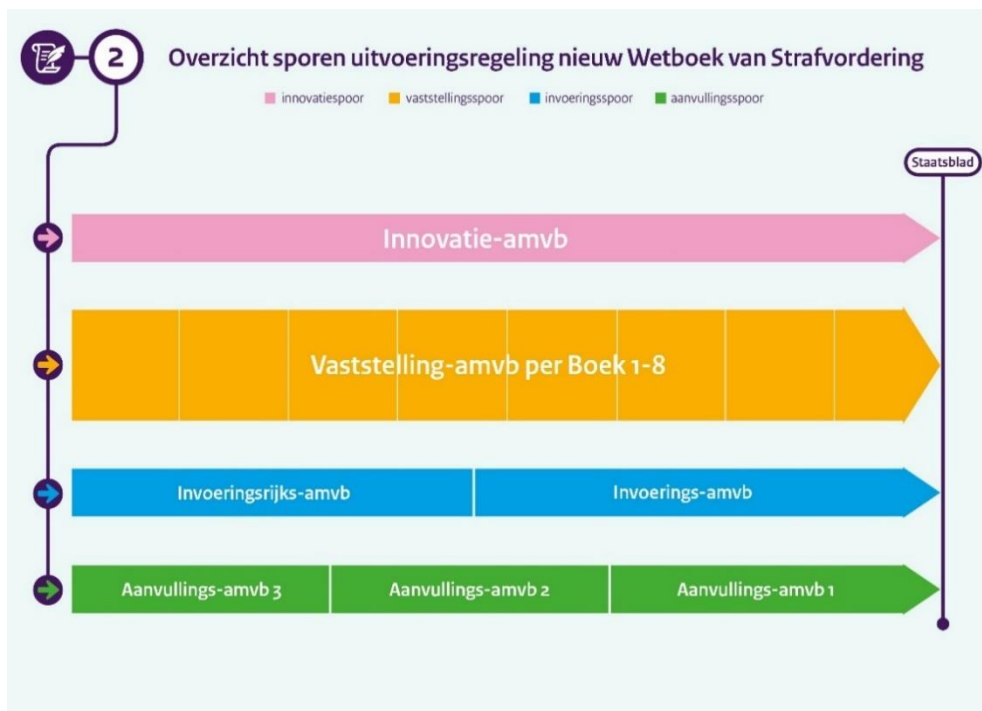 2
Overzicht sporen uitvoeringsregeling nieuw Wetboek van Strafvordering
innovatiespoor vaststellingsspoor invoeringsspoor aanvullingsspoor
Staatsblad
Innovatie-amvb
Vaststelling-amvb per Boek 1-8
Invoeringsrijks-amvb Invoerings-amvb
Aanvullings-amvb 3 Aanvullings-amvb 2 Aanvullings-amvb 1